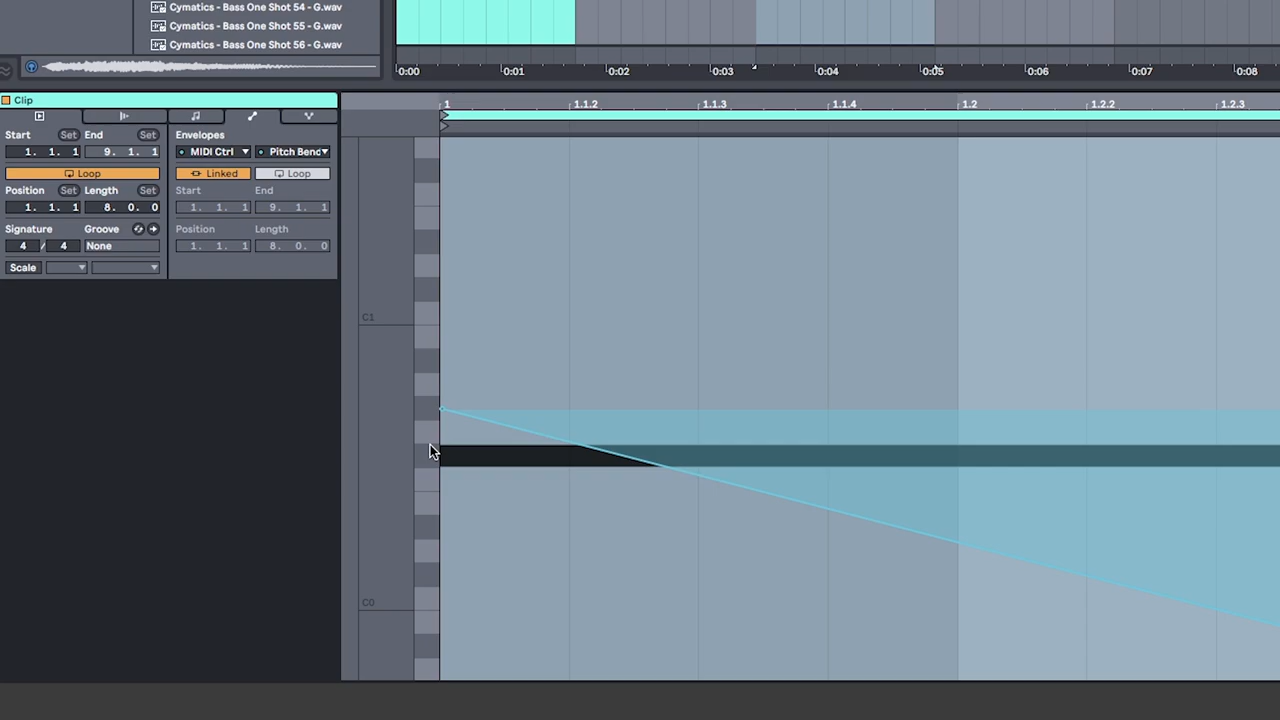 Cymatics - Bass One Shot 54 - G.wav
Cymatics - Bass One Shot 55 - G.wav
Cymatics - Bass One Shot 56 - G.wav
0:00 0:01 0:02 0:03 0:04 0:05 0:06 0:07 0:08
Clip
1 1.1.2 1.1.3 1.1.4 1.2 1.2.2 1.2.3
Start Set End Set Envelopes
1. 1. 1 9. 1. 1 MIDI Ctrl Pitch Bend
Loop Linked Loop
Position Set Length Set Start End
1. 1. 1 8. 0. 0 1. 1. 1 9. 1. 1
Signature Groove Position Length
4 / 4 None 1. 1. 1 8. 0. 0
Scale
C1
C0